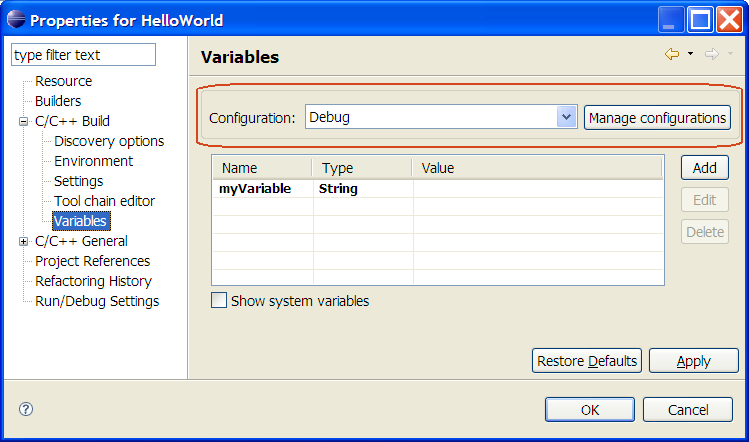 Properties for HelloWorld
type filter text
Resource
Builders
C/C++ Build
Discovery options
Environment
Settings
Tool chain editor
Variables
C/C++ General
Project References
Refactoring History
Run/Debug Settings
Variables
Configuration: Debug Manage configurations
Name Type Value
myVariable String
Add
Edit
Delete
Show system variables
Restore Defaults Apply
? OK Cancel